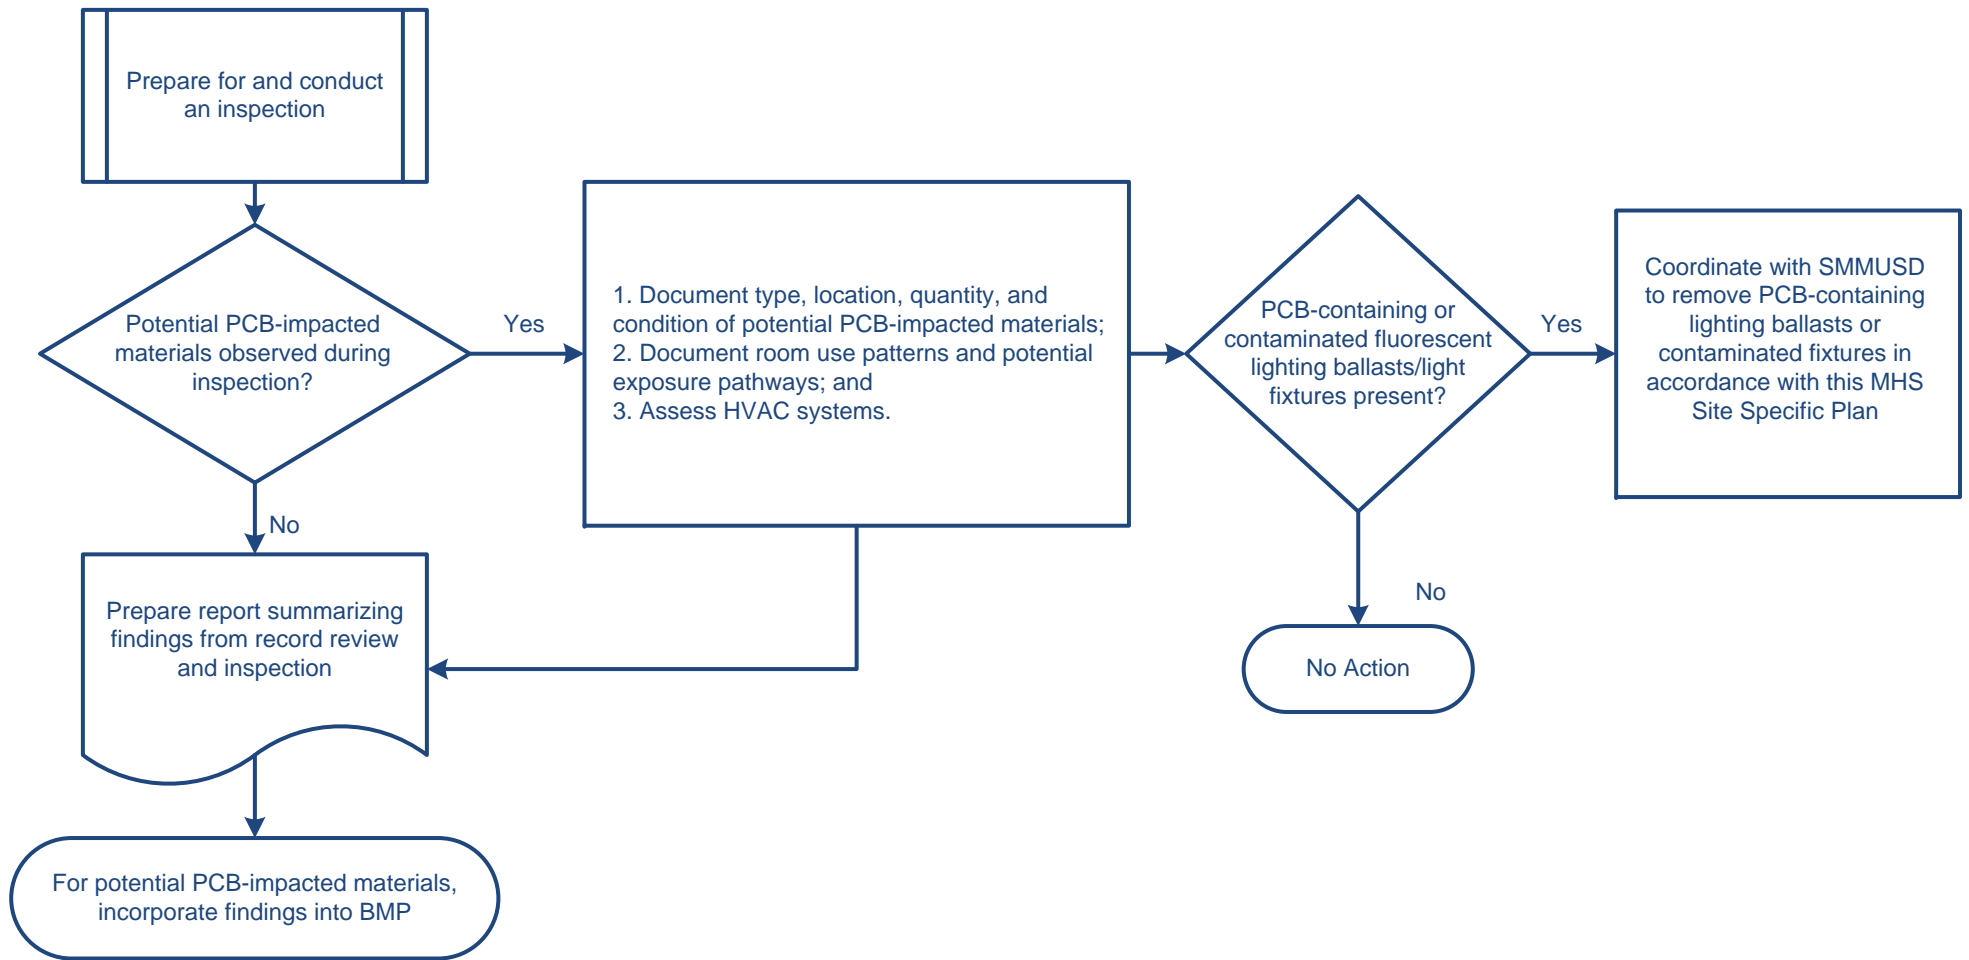 Prepare for and conduct
an inspection
Potential PCB-impacted
materials observed during
inspection?
Yes
No
1. Document type, location, quantity, and
condition of potential PCB-impacted materials;
2. Document room use patterns and potential
exposure pathways; and
3. Assess HVAC systems.
PCB-containing or
contaminated fluorescent
lighting ballasts/light
fixtures present?
Yes
No
Coordinate with SMMUSD
to remove PCB-containing
lighting ballasts or
contaminated fixtures in
accordance with this MHS
Site Specific Plan
No Action
Prepare report summarizing
findings from record review
and inspection
For potential PCB-impacted materials,
incorporate findings into BMP